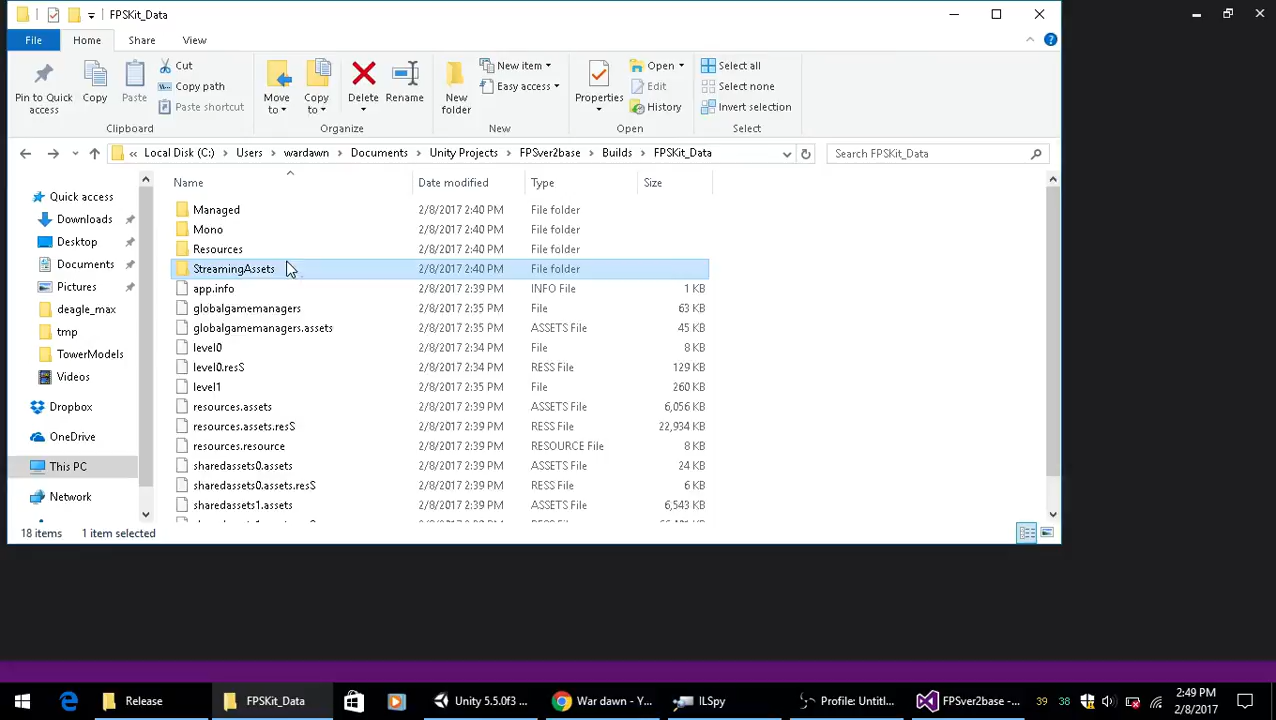 FPSKit_Data
File Home Share View
Pin to Quick access
Copy
Paste
Cut
Copy path
Paste shortcut
Clipboard
Move to
Copy to
Delete
Rename
Organize
New folder
New item
Easy access
New
Properties
Open
Edit
History
Open
Select all
Select none
Invert selection
Select
« Local Disk (C:) > Users > wardawn > Documents > Unity Projects > FPSver2base > Builds > FPSKit_Data
Search FPSKit_Data
Quick access
Downloads
Desktop
Documents
Pictures
deagle_max
tmp
TowerModels
Videos
Dropbox
OneDrive
This PC
Network
Name Date modified Type Size
Managed 2/8/2017 2:40 PM File folder
Mono 2/8/2017 2:40 PM File folder
Resources 2/8/2017 2:40 PM File folder
StreamingAssets 2/8/2017 2:40 PM File folder
app.info 2/8/2017 2:39 PM INFO File 1 KB
globalgamemanagers 2/8/2017 2:35 PM File 63 KB
globalgamemanagers.assets 2/8/2017 2:35 PM ASSETS File 45 KB
level0 2/8/2017 2:34 PM File 8 KB
level0.resS 2/8/2017 2:34 PM RESS File 129 KB
level1 2/8/2017 2:35 PM File 260 KB
resources.assets 2/8/2017 2:39 PM ASSETS File 6,056 KB
resources.assets.resS 2/8/2017 2:39 PM RESS File 22,934 KB
resources.resource 2/8/2017 2:39 PM RESOURCE File 8 KB
sharedassets0.assets 2/8/2017 2:39 PM ASSETS File 24 KB
sharedassets0.assets.resS 2/8/2017 2:39 PM RESS File 6 KB
sharedassets1.assets 2/8/2017 2:39 PM ASSETS File 6,543 KB
18 items 1 item selected
Release
FPSKit_Data
Unity 5.5.0f3 ...
War dawn - Y...
ILSpy
Profile: Untitl...
FPSver2base -...
39 38
2:49 PM
2/8/2017